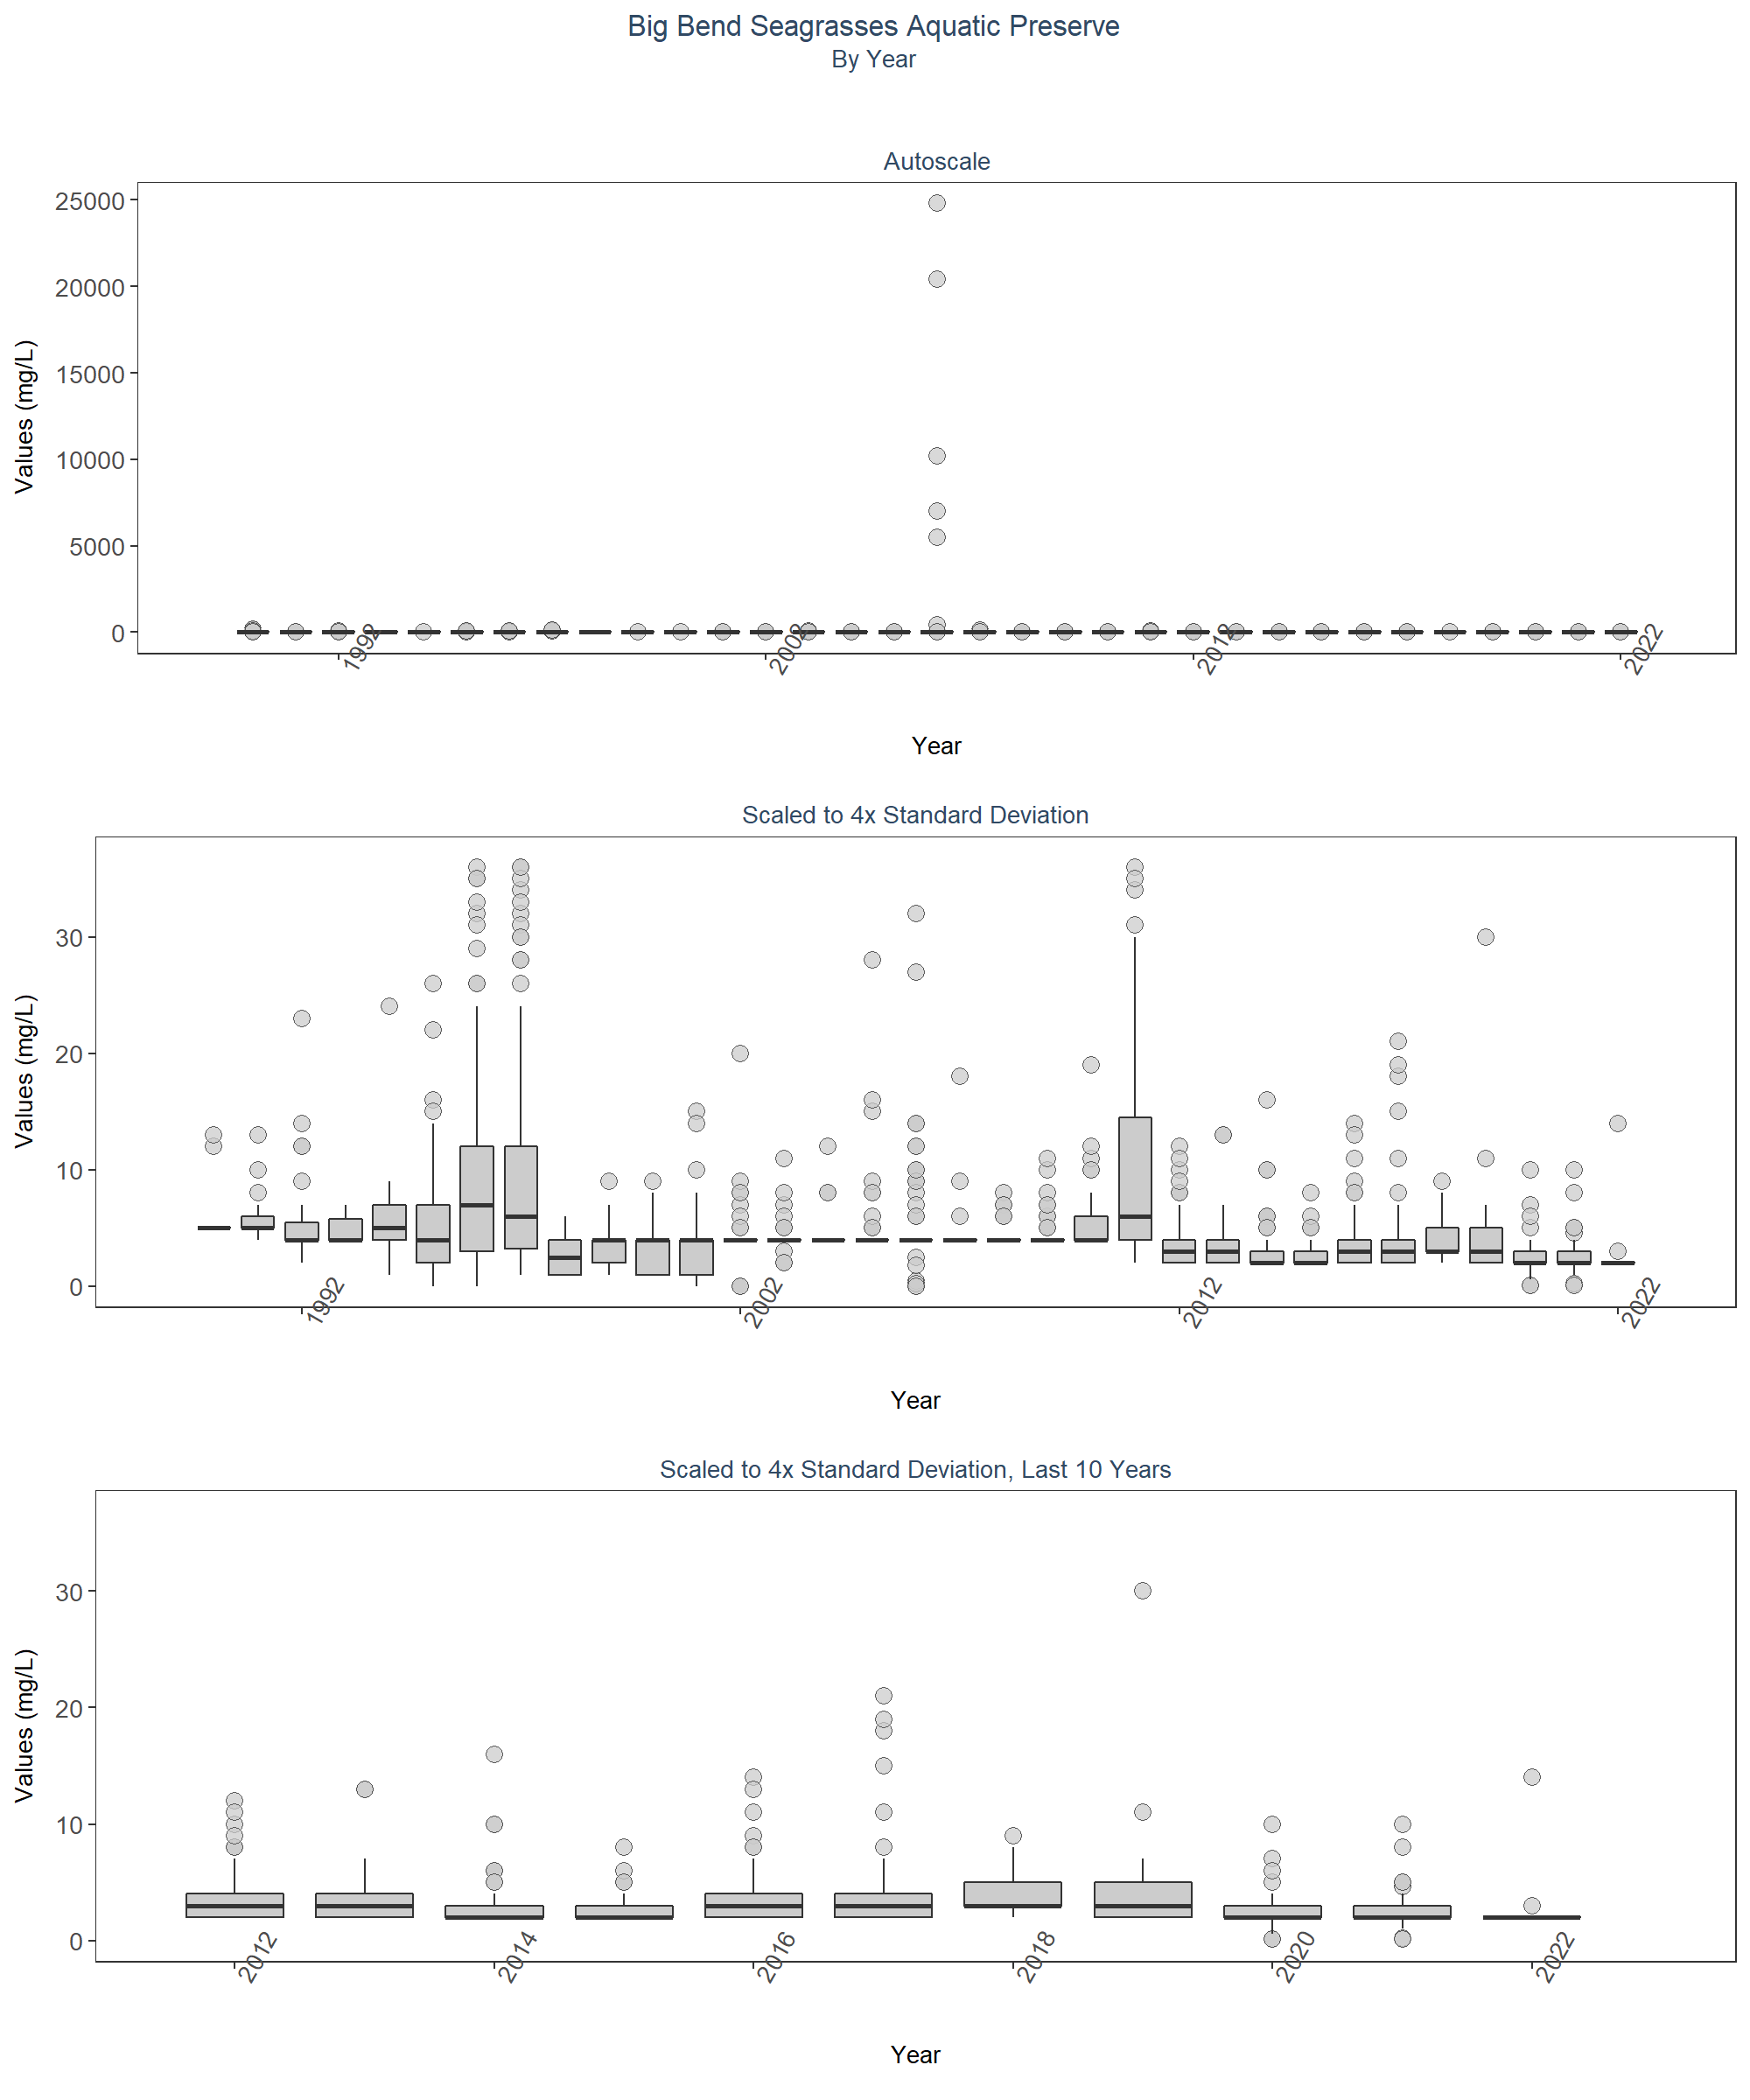 Big Bend Seagrasses Aquatic Preserve
By Year
Autoscale
25000
20000
15000
10000
5000
0
Values (mg/L)
1992
2002
2012
2022
Year
Scaled to 4x Standard Deviation
30
20
10
0
Values (mg/L)
1992
2002
2012
2022
Year
Scaled to 4x Standard Deviation, Last 10 Years
30
20
10
0
Values (mg/L)
2012
2014
2016
2018
2020
2022
Year